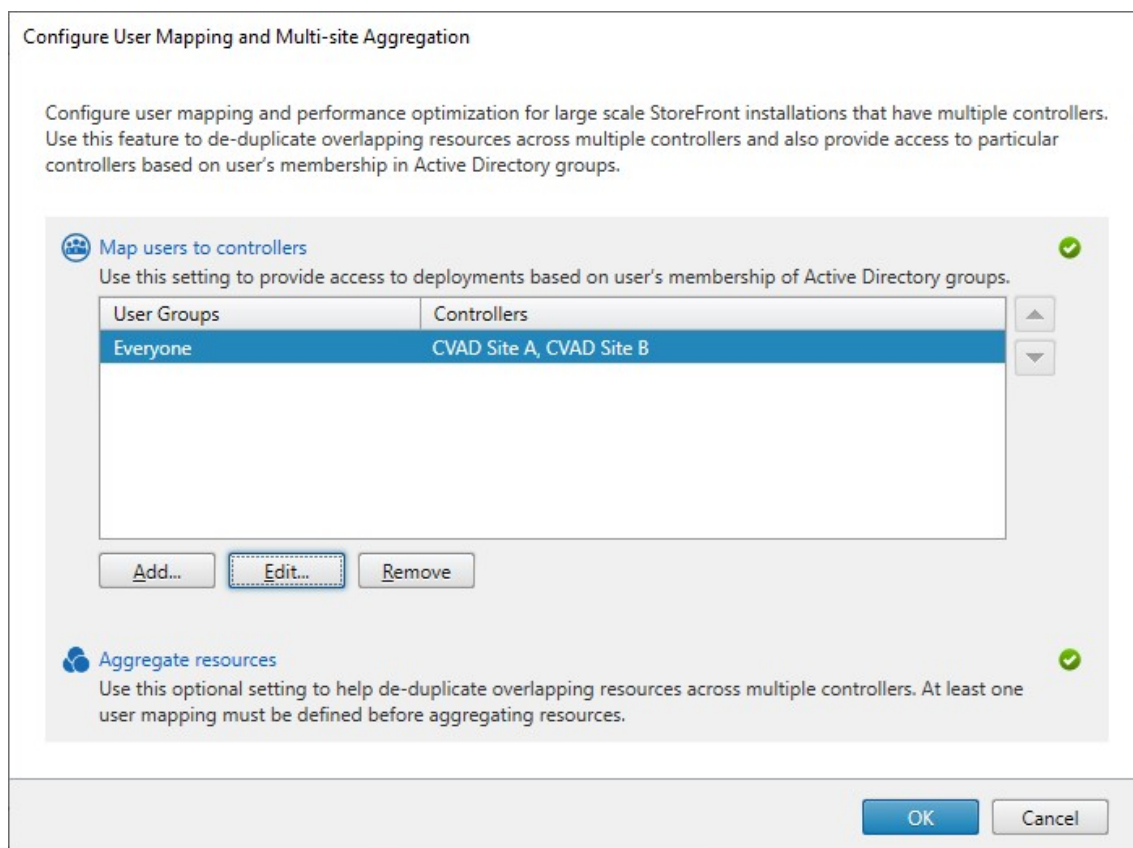 Configure User Mapping and Multi-site Aggregation
Configure user mapping and performance optimization for large scale StoreFront installations that have multiple controllers.
Use this feature to de-duplicate overlapping resources across multiple controllers and also provide access to particular
controllers based on user's membership in Active Directory groups.
Map users to controllers
Use this setting to provide access to deployments based on user's membership of Active Directory groups.
User Groups Controllers
Everyone CVAD Site A, CVAD Site B
Add... Edit... Remove
Aggregate resources
Use this optional setting to help de-duplicate overlapping resources across multiple controllers. At least one
user mapping must be defined before aggregating resources.
OK Cancel